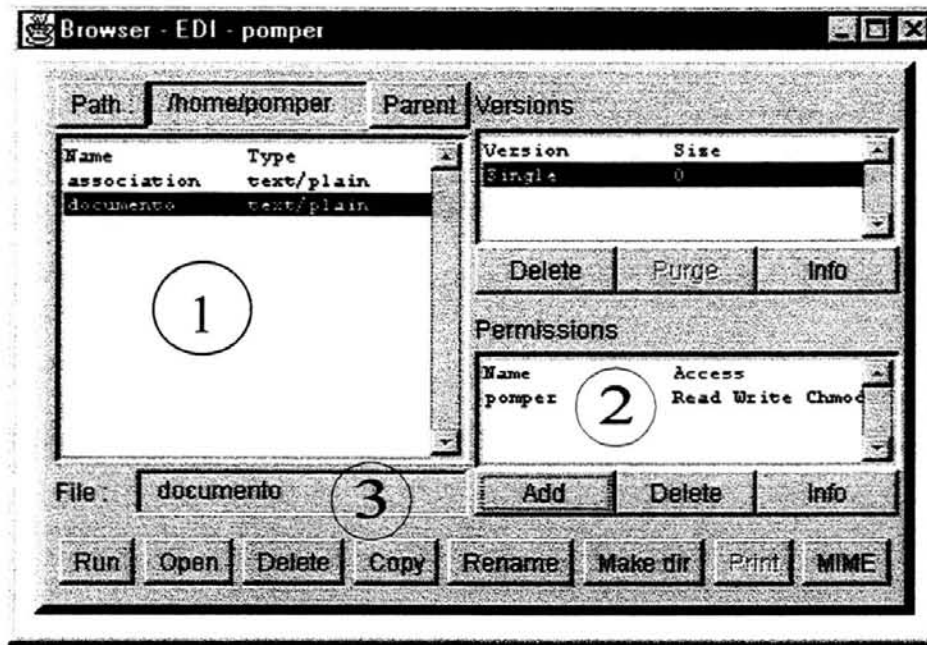 Browser - EDI - pomper
Path : /home/pomper Parent
Name Type
association text/plain
documento text/plain
1
File : documento
3
Versions
Version Size
Single 0
Delete Purge Info
Permissions
Name Access
pomper Read Write Chmod
2
Add Delete Info
Run Open Delete Copy Rename Make dir Print MIME